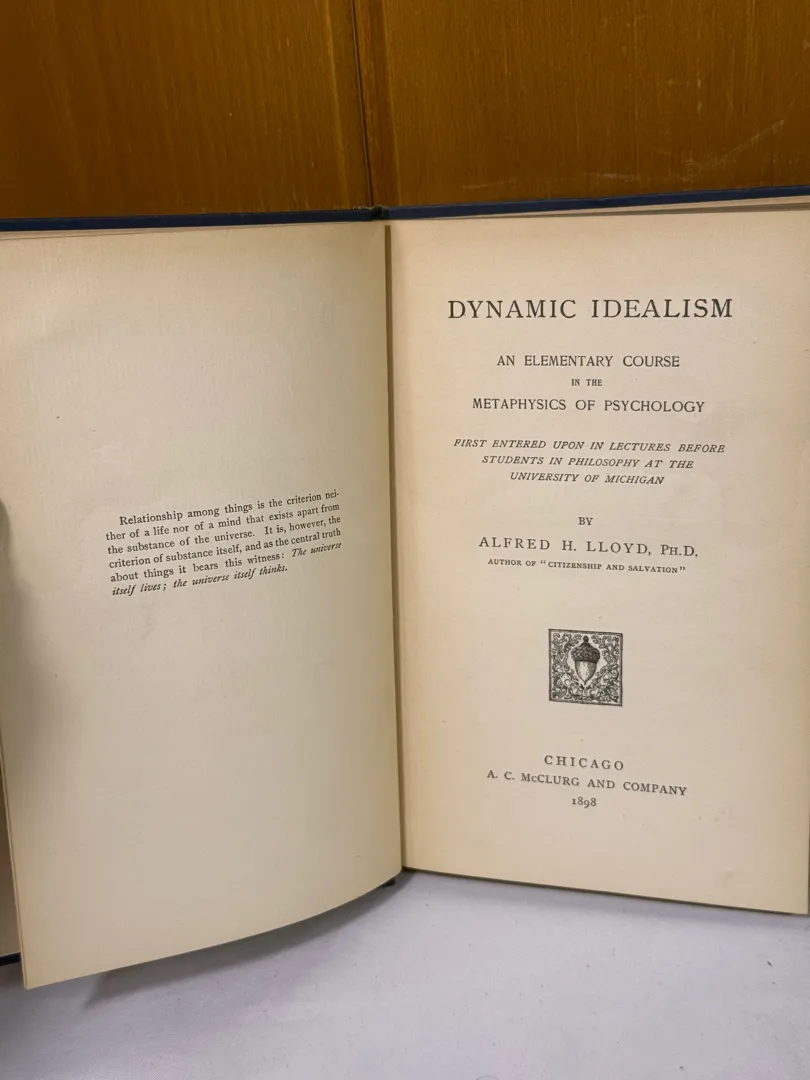 Relationship among things is the criterion nei-
ther of a life nor of a mind that exists apart from
the substance of the universe. It is, however, the
criterion of substance itself, and as the central truth
about things it bears this witness: The universe
itself lives; the universe itself thinks.
DYNAMIC IDEALISM
AN ELEMENTARY COURSE
IN THE
METAPHYSICS OF PSYCHOLOGY
FIRST ENTERED UPON IN LECTURES BEFORE
STUDENTS IN PHILOSOPHY AT THE
UNIVERSITY OF MICHIGAN
BY
ALFRED H. LLOYD, PH.D.
AUTHOR OF "CITIZENSHIP AND SALVATION"
CHICAGO
A. C. McCLURG AND COMPANY
1898